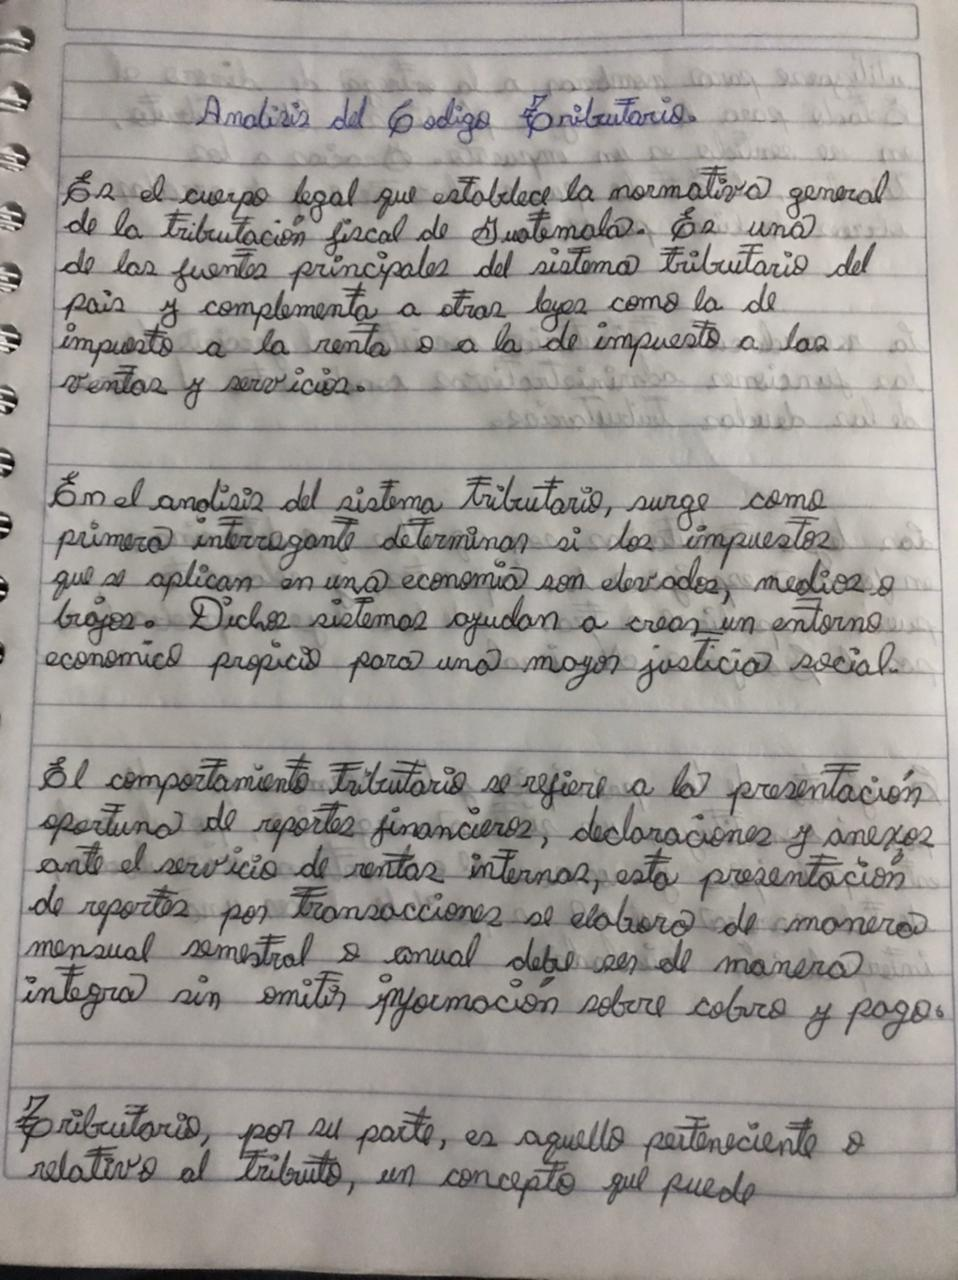 Analisis del Codigo Tributario.
Es el cuerpo legal que establece la normativa general
de la tributación fiscal de Guatemala. Es una
de las fuentes principales del sistema tributario del
pais y complementa a otras leyes como la de
impuesto a la renta o a la de impuesto a las
ventas y servicios.
En el analisis del sistema tributario, surge como
primera interragante determinar si los impuestos
que se aplican en una economia son elevados, medios o
bajos. Dichos sistemas ayudan a crear un entorno
economico propicio para una mayor justicia social.
El comportamiento tributario se refiere a la presentación
oportuna de reportes financieros, declaraciones y anexos
ante el servicio de rentas internas, esta presentación
de reportes por transacciones se elabora de manera
mensual semestral o anual debe ser de manera
integra sin omitir información sobre cobro y pago.
Tributario, por su parte, es aquello perteneciente o
relativo al tributo, un concepto que puede